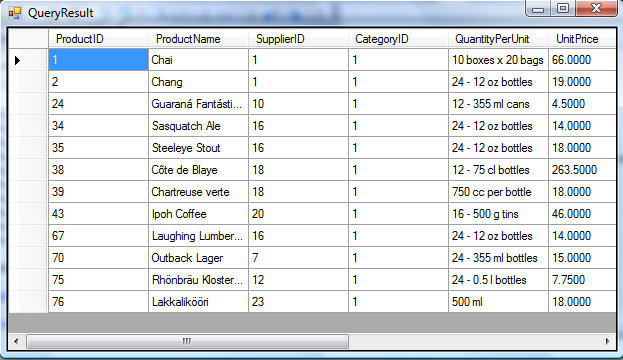 QueryResult
ProductID ProductName SupplierID CategoryID QuantityPerUnit UnitPrice
1 Chai 1 1 10 boxes x 20 bags 66.0000
2 Chang 1 1 24 - 12 oz bottles 19.0000
24 Guaraná Fantásti... 10 1 12 - 355 ml cans 4.5000
34 Sasquatch Ale 16 1 24 - 12 oz bottles 14.0000
35 Steeleye Stout 16 1 24 - 12 oz bottles 18.0000
38 Côte de Blaye 18 1 12 - 75 cl bottles 263.5000
39 Chartreuse verte 18 1 750 cc per bottle 18.0000
43 Ipoh Coffee 20 1 16 - 500 g tins 46.0000
67 Laughing Lumber... 16 1 24 - 12 oz bottles 14.0000
70 Outback Lager 7 1 24 - 355 ml bottles 15.0000
75 Rhönbräu Kloster... 12 1 24 - 0.5 l bottles 7.7500
76 Lakkalikööri 23 1 500 ml 18.0000